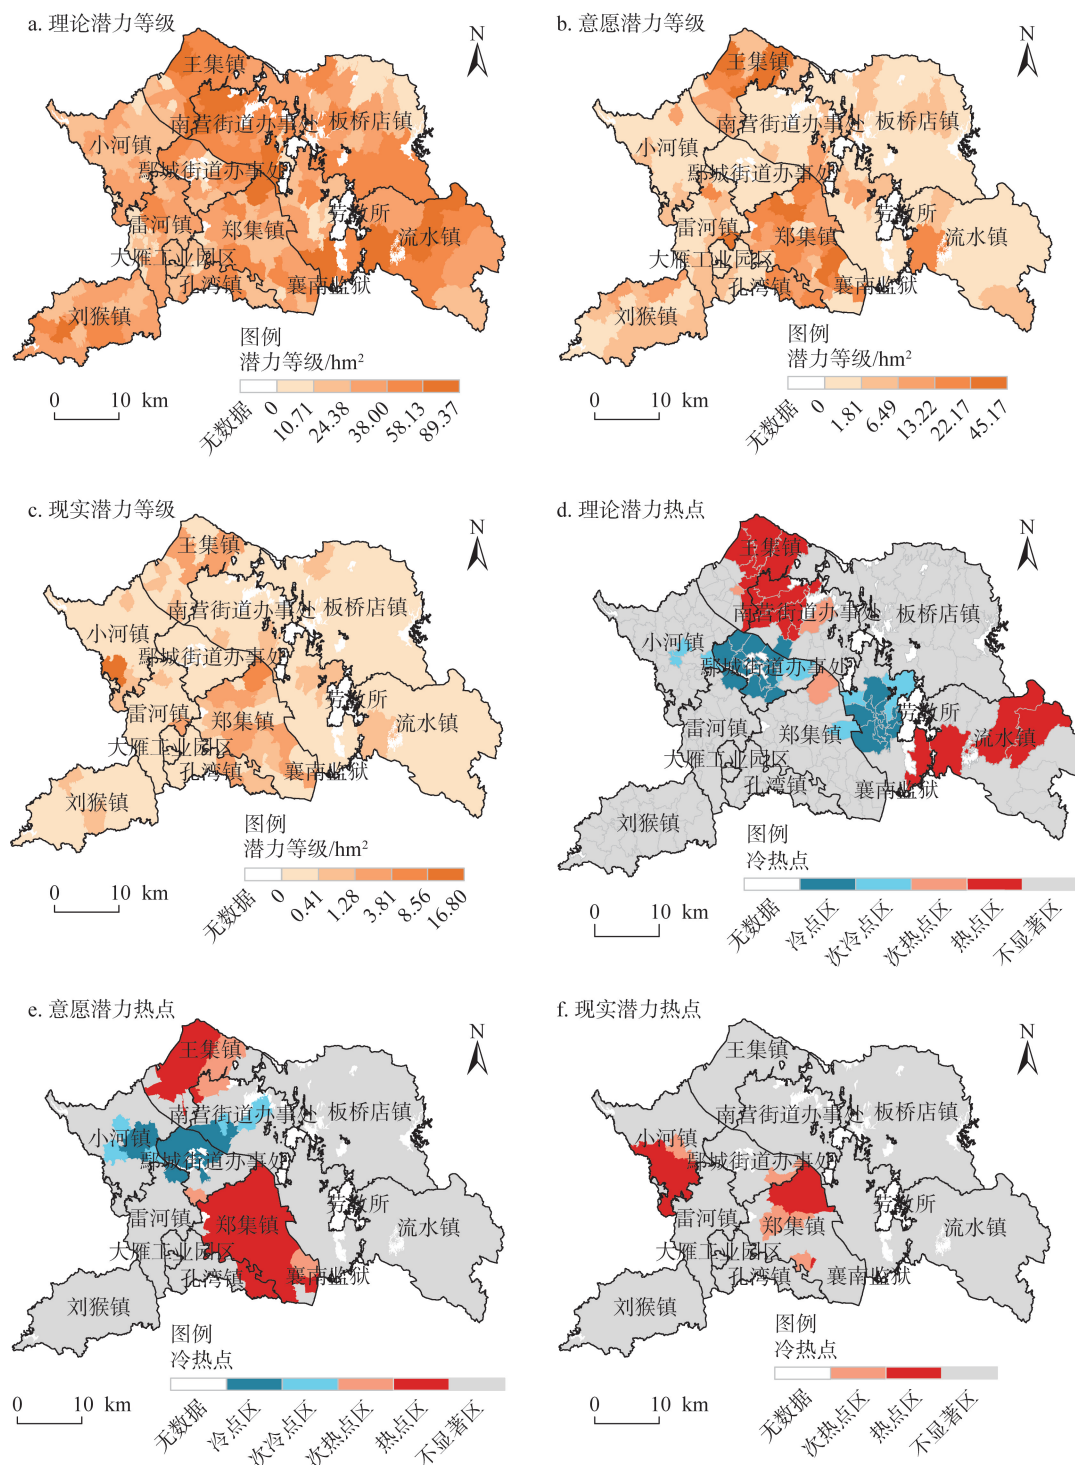 a. 理论潜力等级
N
王集镇
南营街道办事处
板桥店镇
小河镇
鄢城街道办事处
雷河镇
郑集镇
劳教所
流水镇
大雁工业园区
孔湾镇
襄南监狱
刘猴镇
图例
潜力等级/hm²
0 10 km
无数据 0 10.71 24.38 38.00 58.13 89.37
b. 意愿潜力等级
N
王集镇
南营街道办事处
板桥店镇
小河镇
鄢城街道办事处
雷河镇
郑集镇
劳教所
流水镇
大雁工业园区
孔湾镇
襄南监狱
刘猴镇
图例
潜力等级/hm²
0 10 km
无数据 0 1.81 6.49 13.22 22.17 45.17
c. 现实潜力等级
N
王集镇
南营街道办事处
板桥店镇
小河镇
鄢城街道办事处
雷河镇
郑集镇
劳教所
流水镇
大雁工业园区
孔湾镇
襄南监狱
刘猴镇
图例
潜力等级/hm²
0 10 km
无数据 0 0.41 1.28 3.81 8.56 16.80
d. 理论潜力热点
N
王集镇
南营街道办事处
板桥店镇
小河镇
鄢城街道办事处
雷河镇
郑集镇
劳教所
流水镇
大雁工业园区
孔湾镇
襄南监狱
刘猴镇
图例
冷热点
0 10 km
无数据 冷点区 次冷点区 次热点区 热点区 不显著区
e. 意愿潜力热点
N
王集镇
南营街道办事处
板桥店镇
小河镇
鄢城街道办事处
雷河镇
郑集镇
劳教所
流水镇
大雁工业园区
孔湾镇
襄南监狱
刘猴镇
图例
冷热点
0 10 km
无数据 冷点区 次冷点区 次热点区 热点区 不显著区
f. 现实潜力热点
N
王集镇
南营街道办事处
板桥店镇
小河镇
鄢城街道办事处
雷河镇
郑集镇
劳教所
流水镇
大雁工业园区
孔湾镇
襄南监狱
刘猴镇
图例
冷热点
0 10 km
无数据 次热点区 热点区 不显著区